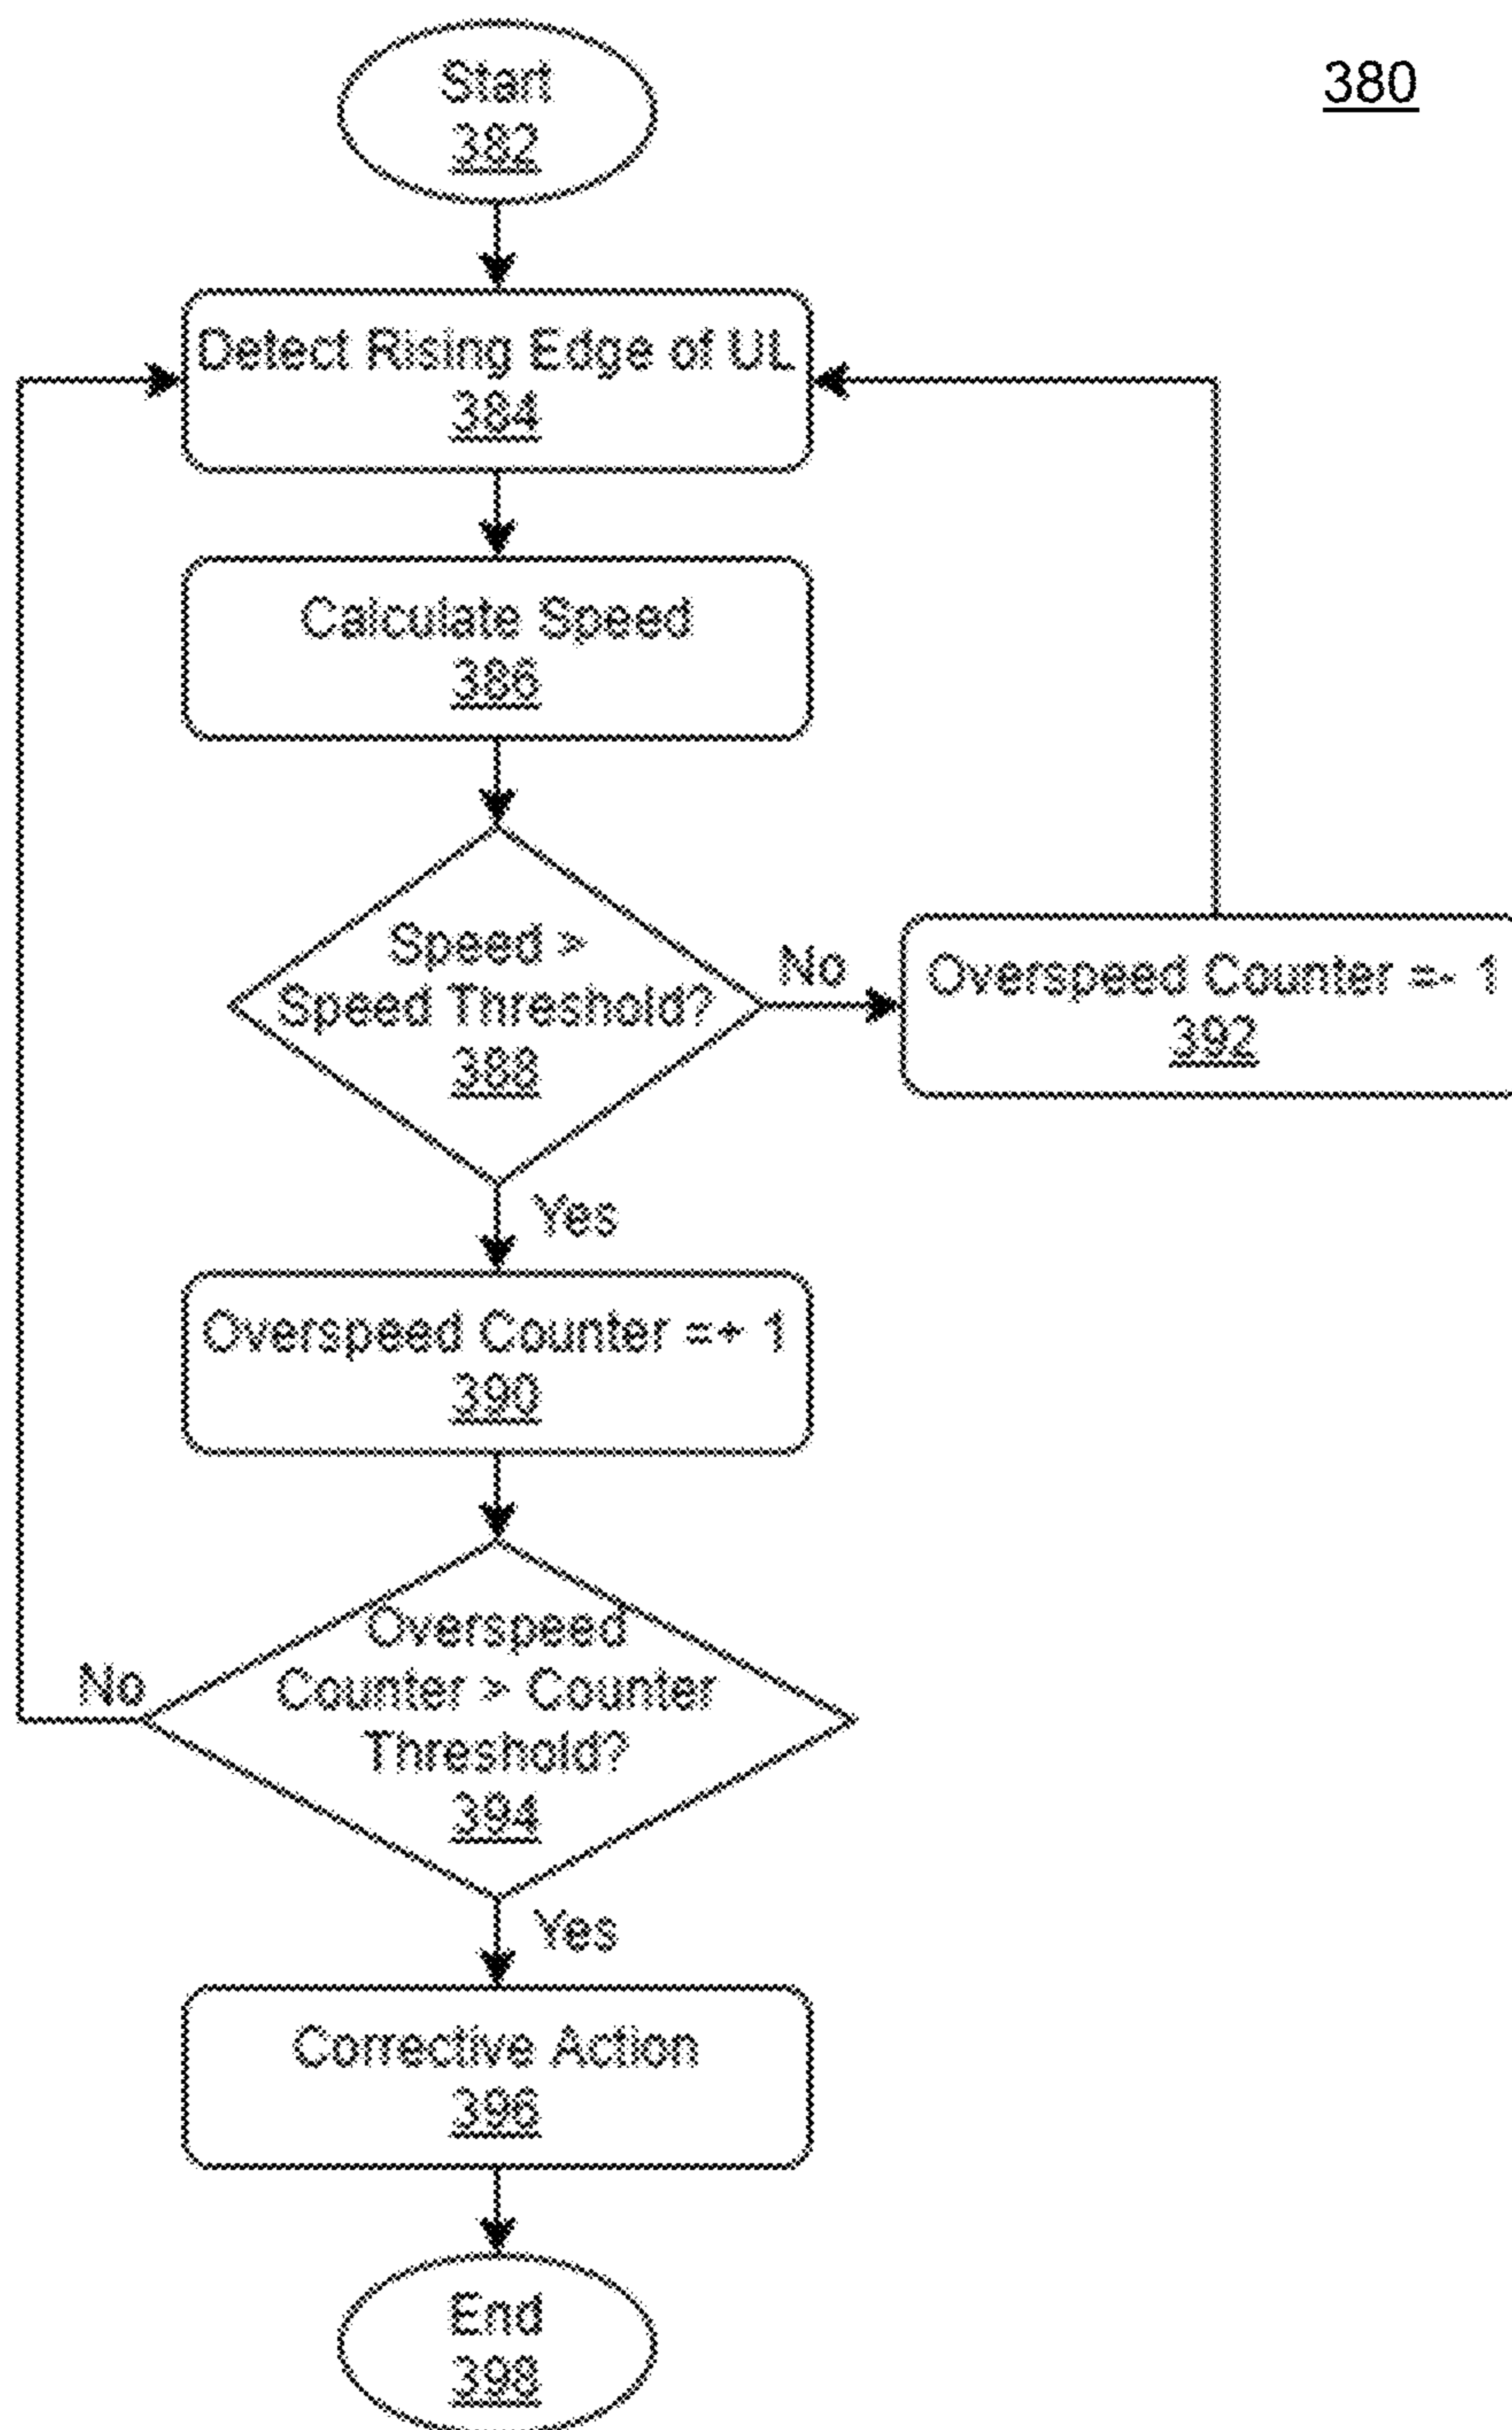 380
Start
382
Detect Rising Edge of UL
384
Calculate Speed
386
Speed >
Speed Threshold?
388
No
Overspeed Counter =- 1
392
Yes
Overspeed Counter =+ 1
390
Overspeed
Counter > Counter
Threshold?
394
No
Yes
Corrective Action
396
End
398